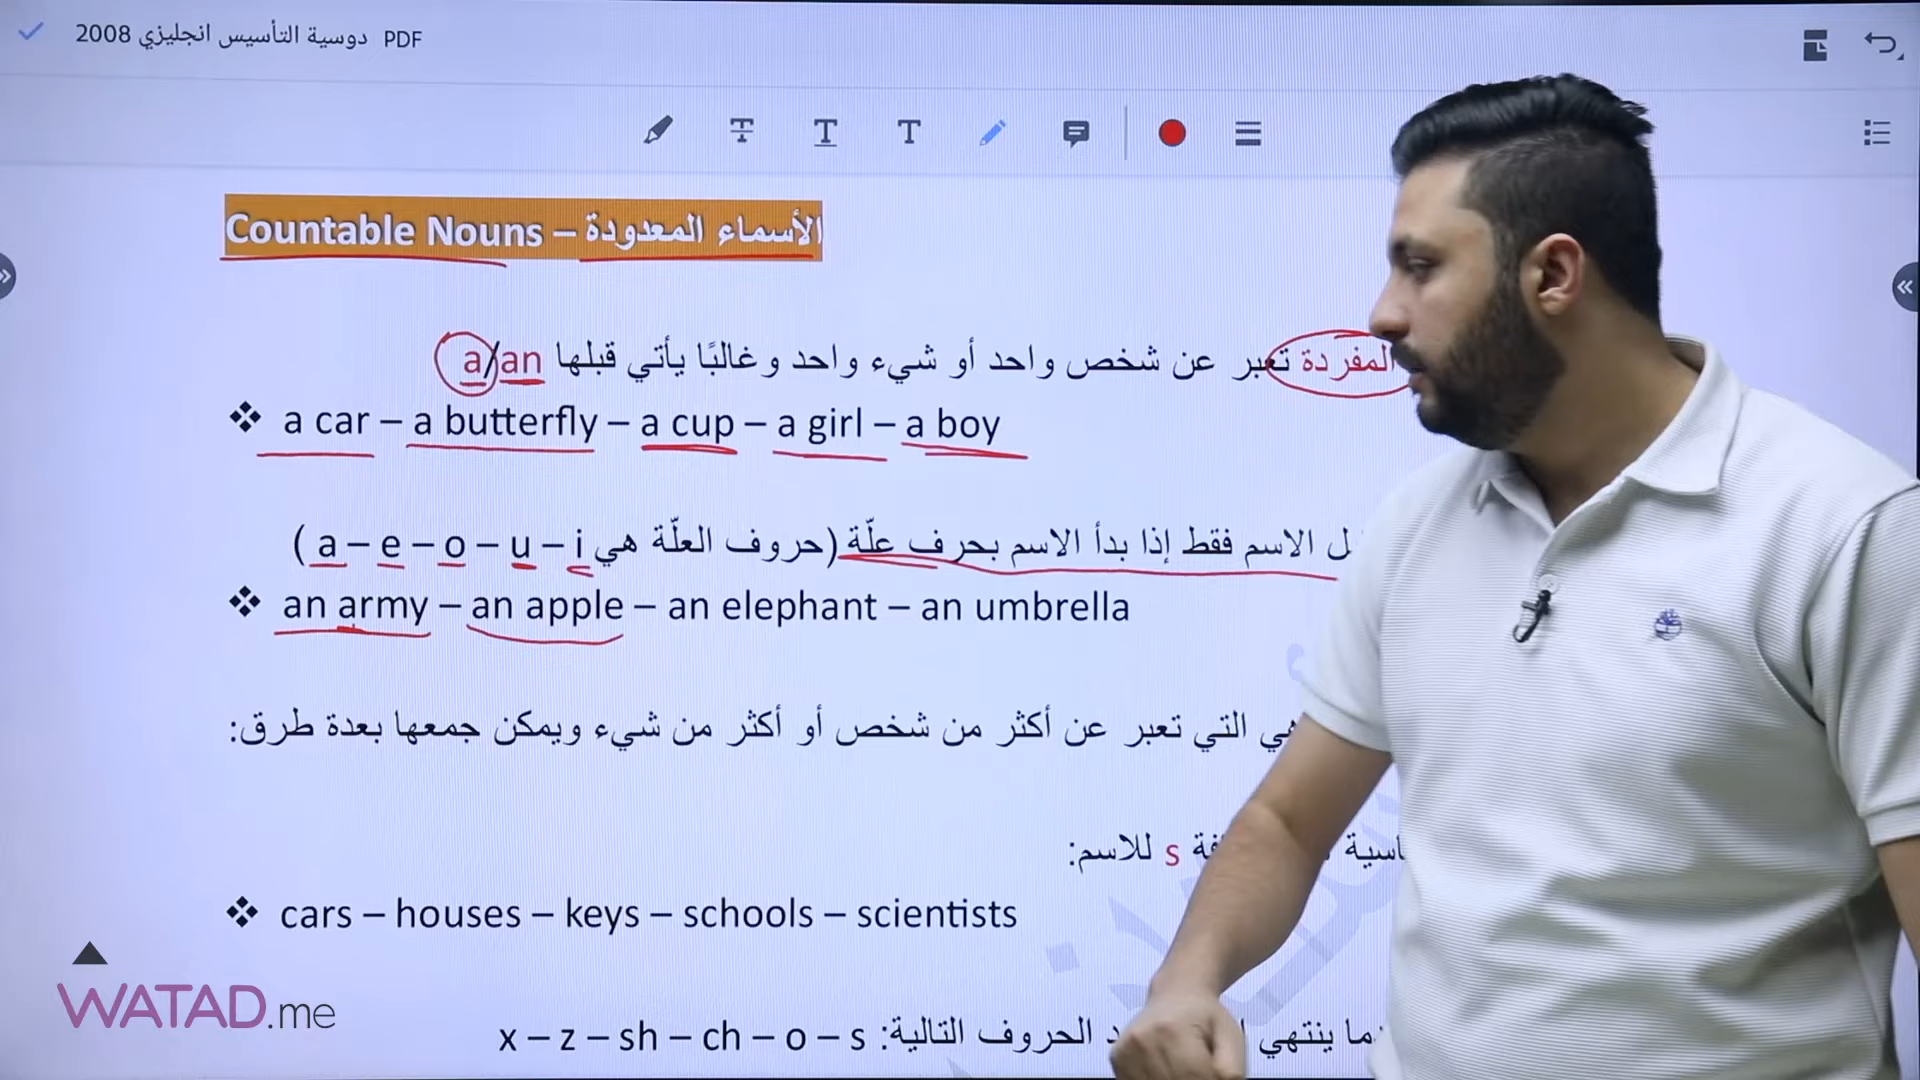 دوسية التأسيس انجليزي 2008 PDF
Countable Nouns – الأسماء المعدودة
المفردة تعبر عن شخص واحد أو شيء واحد وغالبًا يأتي قبلها a/an
❖ a car – a butterfly – a cup – a girl – a boy
الاسم فقط إذا بدأ الاسم بحرف علّة (حروف العلّة هي a – e – o – u – i )
❖ an army – an apple – an elephant – an umbrella
هي التي تعبر عن أكثر من شخص أو أكثر من شيء ويمكن جمعها بعدة طرق:
s للاسم:
❖ cars – houses – keys – schools – scientists
WATAD.me
ينتهي الحروف التالية: x – z – sh – ch – o – s